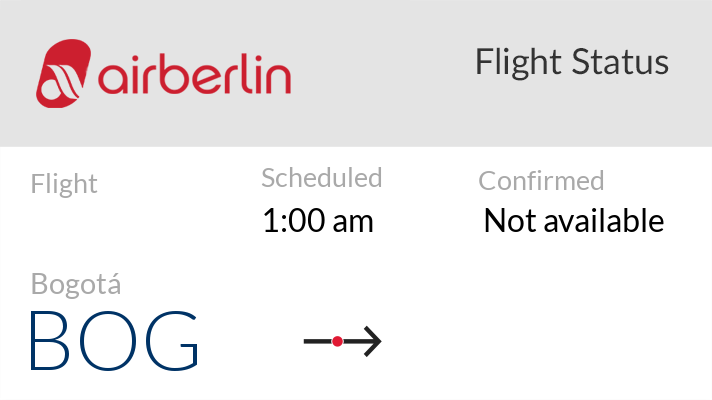 airberlin
Flight Status
Flight
Scheduled
Confirmed
1:00 am
Not available
Bogotá
BOG